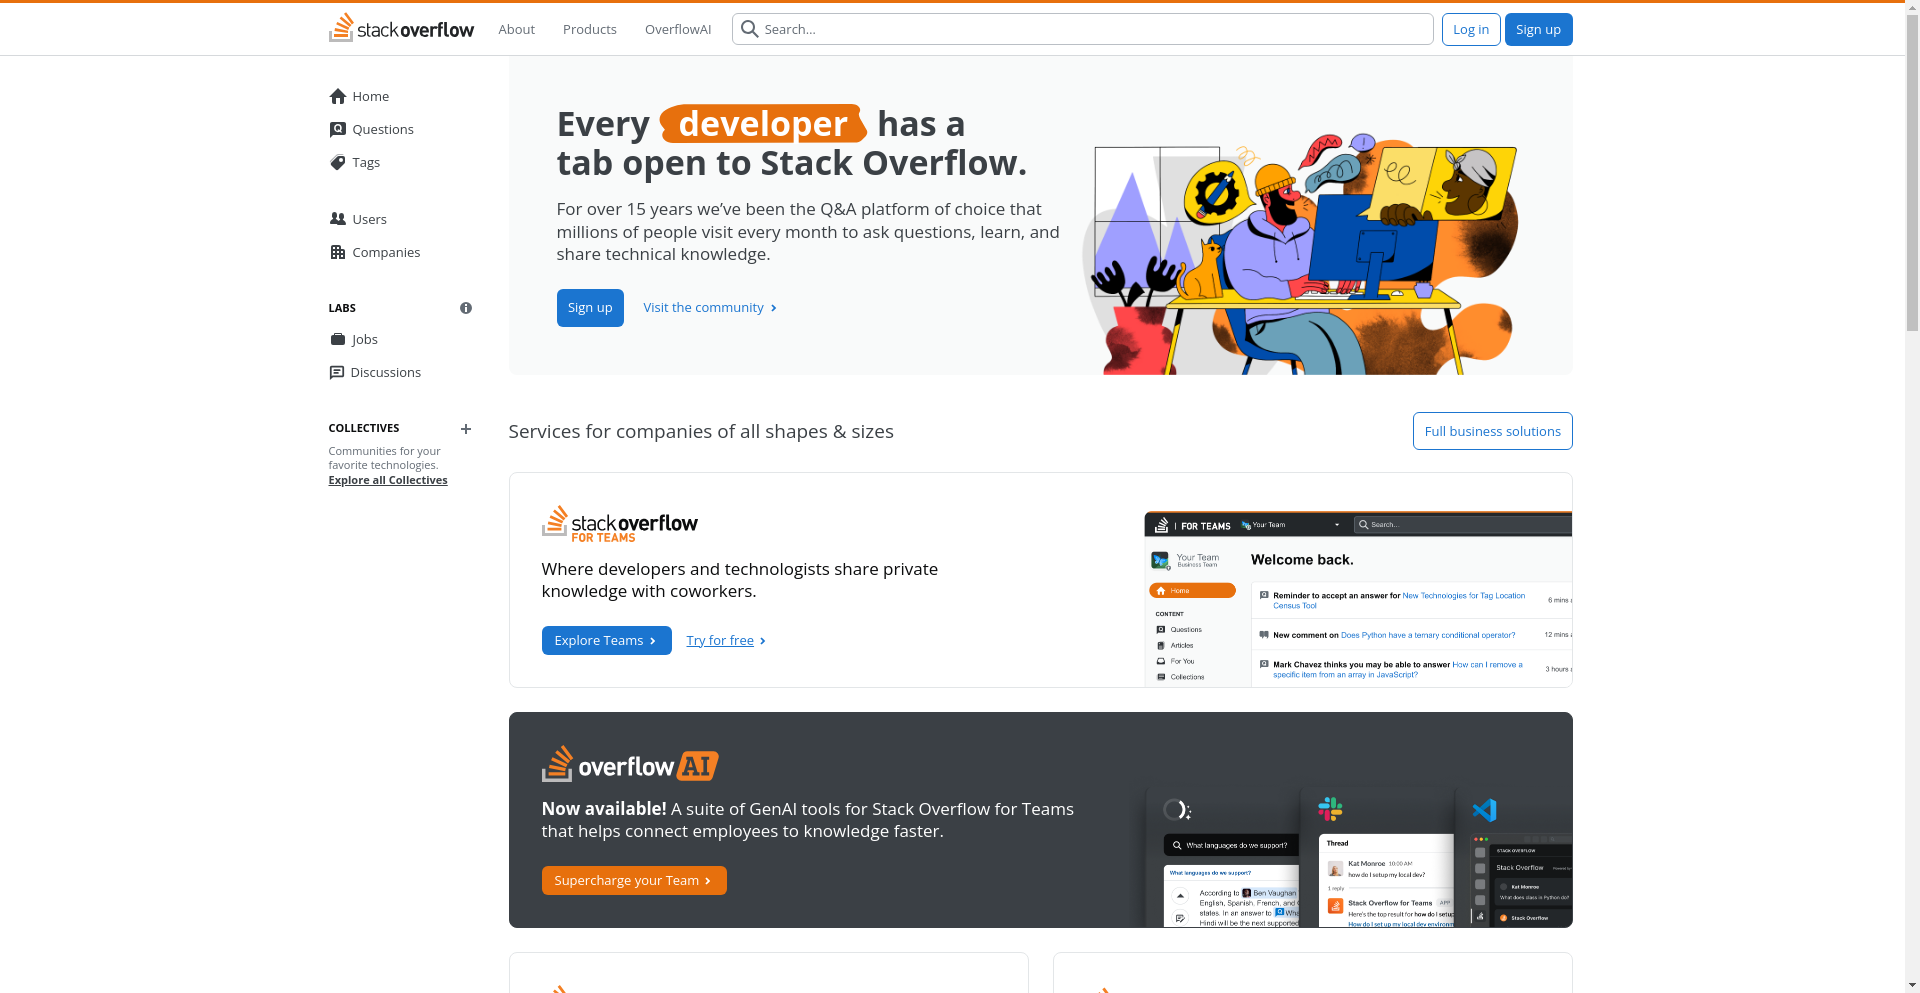 stackoverflow
About
Products
OverflowAI
Search...
Log in
Sign up
Home
Questions
Tags
Users
Companies
LABS
Jobs
Discussions
COLLECTIVES
Communities for your
favorite technologies.
Explore all Collectives
Every developer has a
tab open to Stack Overflow.
For over 15 years we’ve been the Q&A platform of choice that
millions of people visit every month to ask questions, learn, and
share technical knowledge.
Sign up
Visit the community
Services for companies of all shapes & sizes
Full business solutions
stackoverflow
FOR TEAMS
Where developers and technologists share private
knowledge with coworkers.
Explore Teams
Try for free
FOR TEAMS
Your Team
Search...
Your Team
Business Team
Home
CONTENT
Questions
Articles
For You
Collections
Welcome back.
Reminder to accept an answer for New Technologies for Tag Location
Census Tool
6 mins a
New comment on Does Python have a ternary conditional operator?
12 mins a
Mark Chavez thinks you may be able to answer How can I remove a
specific item from an array in JavaScript?
3 hours a
overflowAI
Now available! A suite of GenAI tools for Stack Overflow for Teams
that helps connect employees to knowledge faster.
Supercharge your Team
What languages do we support?
What languages do we support?
According to Ben Vaughan
English, Spanish, French, and
states. In an answer to Wha
Hindi will be the next supported
Thread
Kat Monroe 10:00 AM
how do I setup my local dev?
1 reply
Stack Overflow for Teams APP
Here's the top result for how do I setup
How do I set up my local dev environm
STACK OVERFLOW
Stack Overflow
Kat Monroe
What does class in Python do?
Stack Overflow